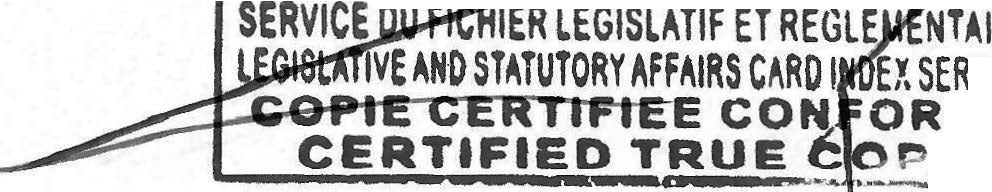 SERVICE DU FICHIER LEGISLATIF ET REGLEMENTAI
LEGISLATIVE AND STATUTORY AFFAIRS CARD INDEX SER
COPIE CERTIFIEE CONFOR
CERTIFIED TRUE COP